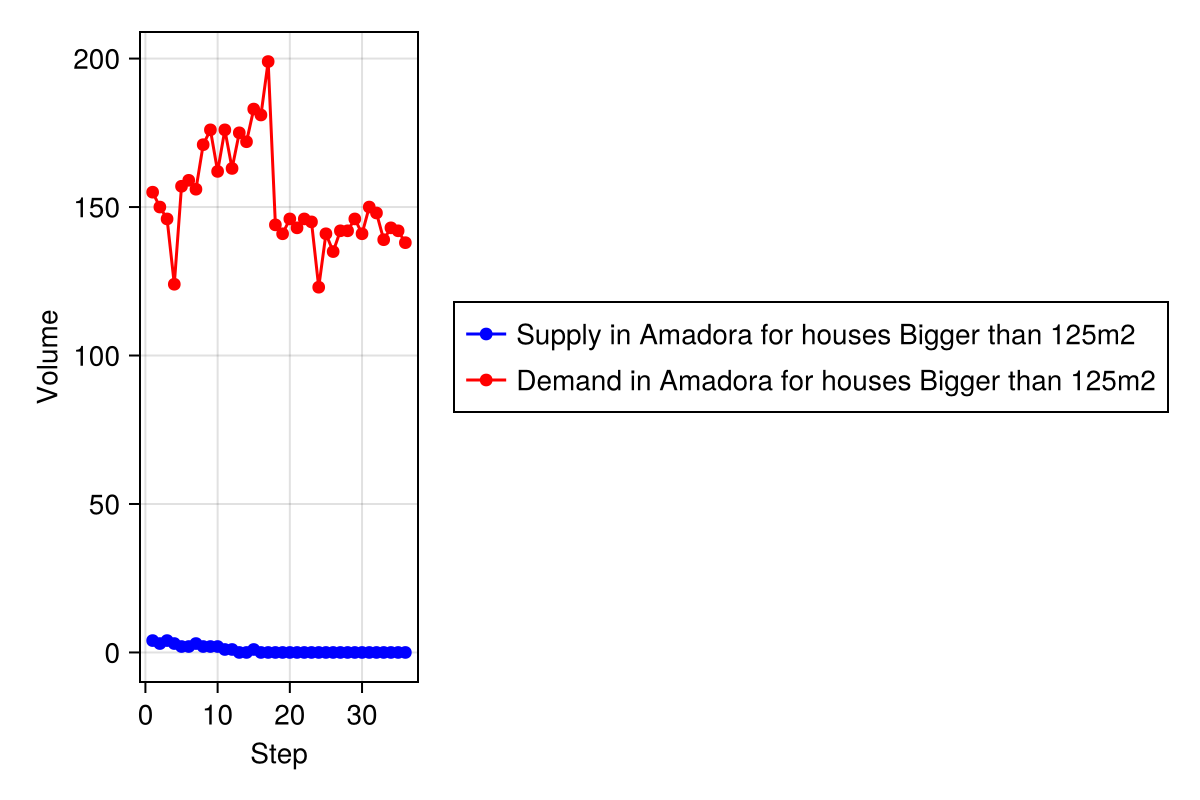 200
150
100
50
0
Volume
0 10 20 30
Step
Supply in Amadora for houses Bigger than 125m2
Demand in Amadora for houses Bigger than 125m2